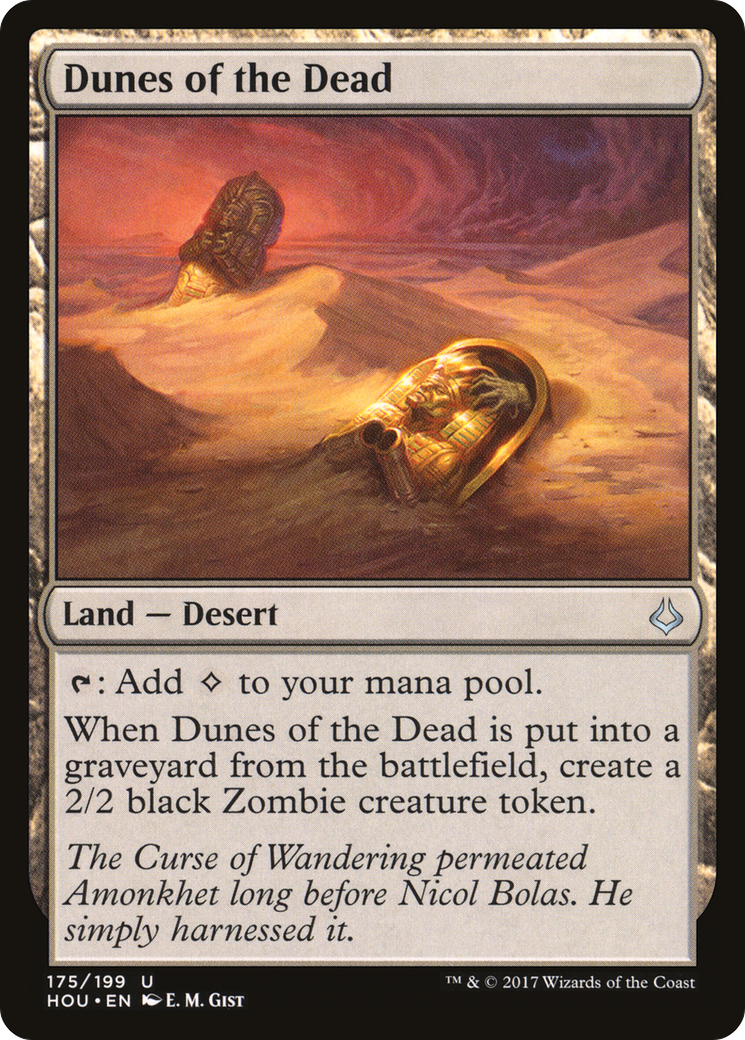 Dunes of the Dead
Land — Desert
: Add to your mana pool.
When Dunes of the Dead is put into a
graveyard from the battlefield, create a
2/2 black Zombie creature token.
The Curse of Wandering permeated
Amonkhet long before Nicol Bolas. He
simply harnessed it.
175/199 U
HOU • EN E. M. Gist
™ & © 2017 Wizards of the Coast